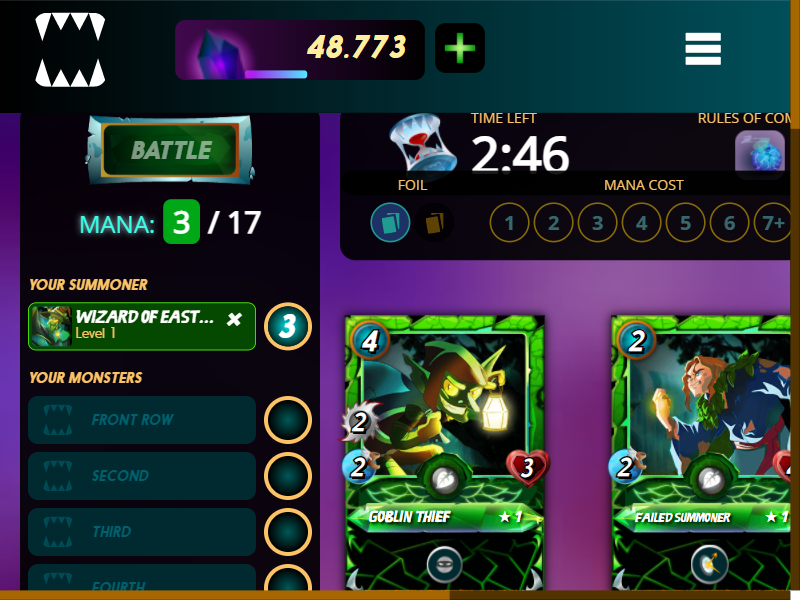 48.773
BATTLE
MANA: 3 / 17
YOUR SUMMONER
WIZARD OF EAST...
Level 1
3
YOUR MONSTERS
FRONT ROW
SECOND
THIRD
FOURTH
TIME LEFT
2:46
RULES OF COM
FOIL
MANA COST
1 2 3 4 5 6 7+
4
2
2
3
GOBLIN THIEF
★ 1
2
2
4
FAILED SUMMONER
★ 1